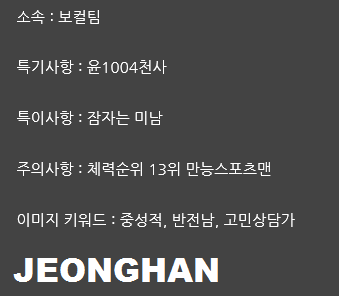 소속 : 보컬팀
특기사항 : 윤1004천사
특이사항 : 잠자는 미남
주의사항 : 체력순위 13위 만능스포츠맨
이미지 키워드 : 중성적, 반전남, 고민상담가
JEONGHAN